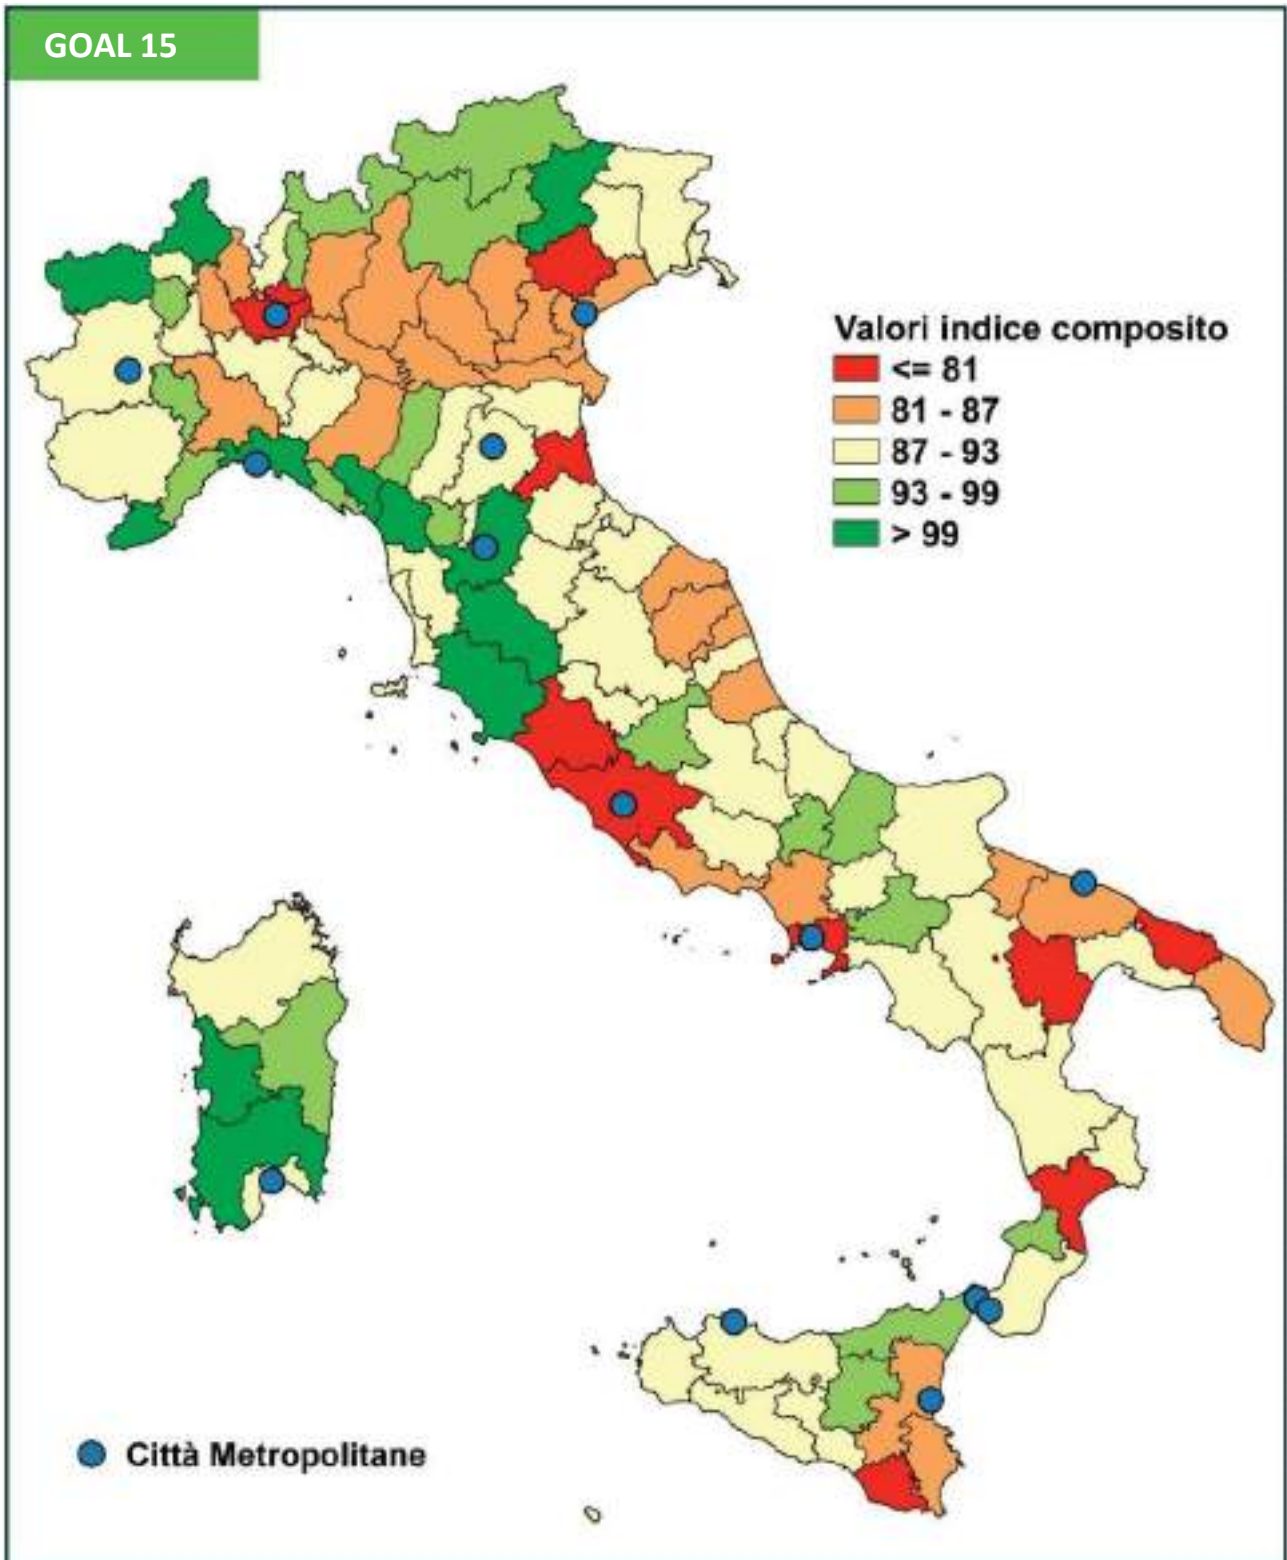 GOAL 15
Valori indice composito
<= 81
81 - 87
87 - 93
93 - 99
> 99
Città Metropolitane